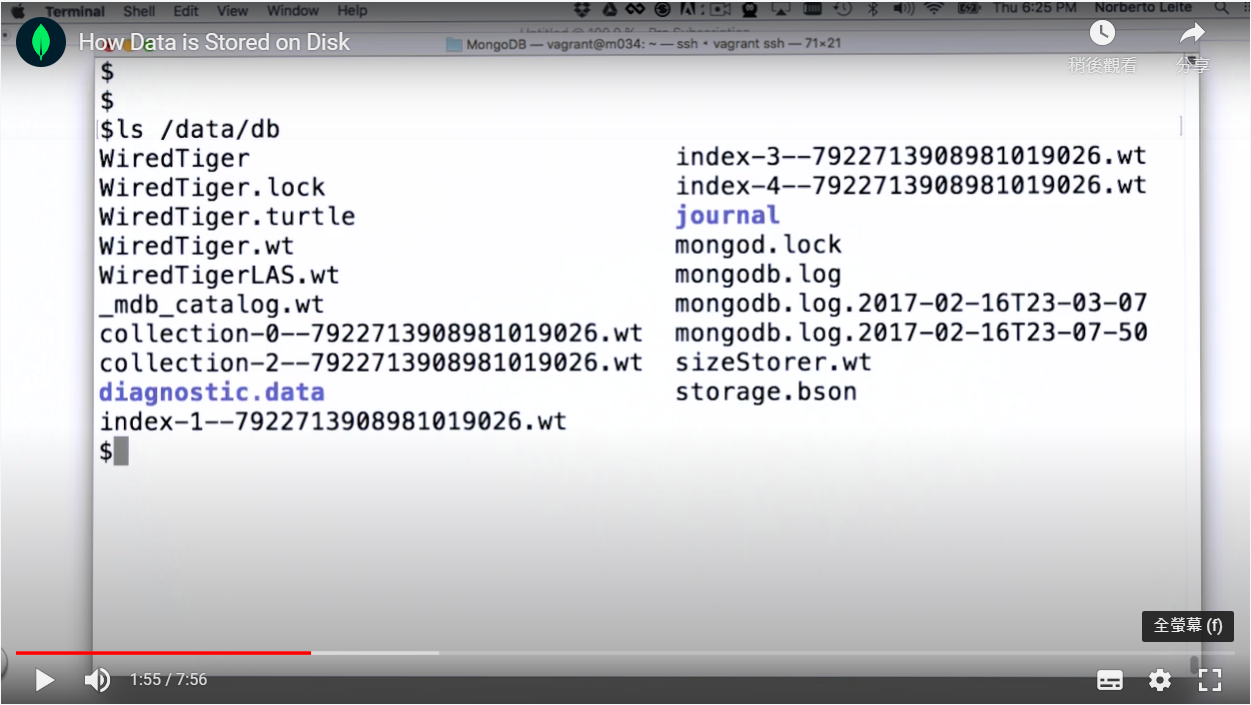 Terminal Shell Edit View Window Help
Thu 6:25 PM Norberto Leite
How Data is Stored on Disk
MongoDB — vagrant@m034: ~ — ssh ◂ vagrant ssh — 71×21
稍後觀看
分享
$
$
$ls /data/db
WiredTiger index-3--7922713908981019026.wt
WiredTiger.lock index-4--7922713908981019026.wt
WiredTiger.turtle journal
WiredTiger.wt mongod.lock
WiredTigerLAS.wt mongodb.log
_mdb_catalog.wt mongodb.log.2017-02-16T23-03-07
collection-0--7922713908981019026.wt mongodb.log.2017-02-16T23-07-50
collection-2--7922713908981019026.wt sizeStorer.wt
diagnostic.data storage.bson
index-1--7922713908981019026.wt
$
全螢幕 (f)
1:55 / 7:56